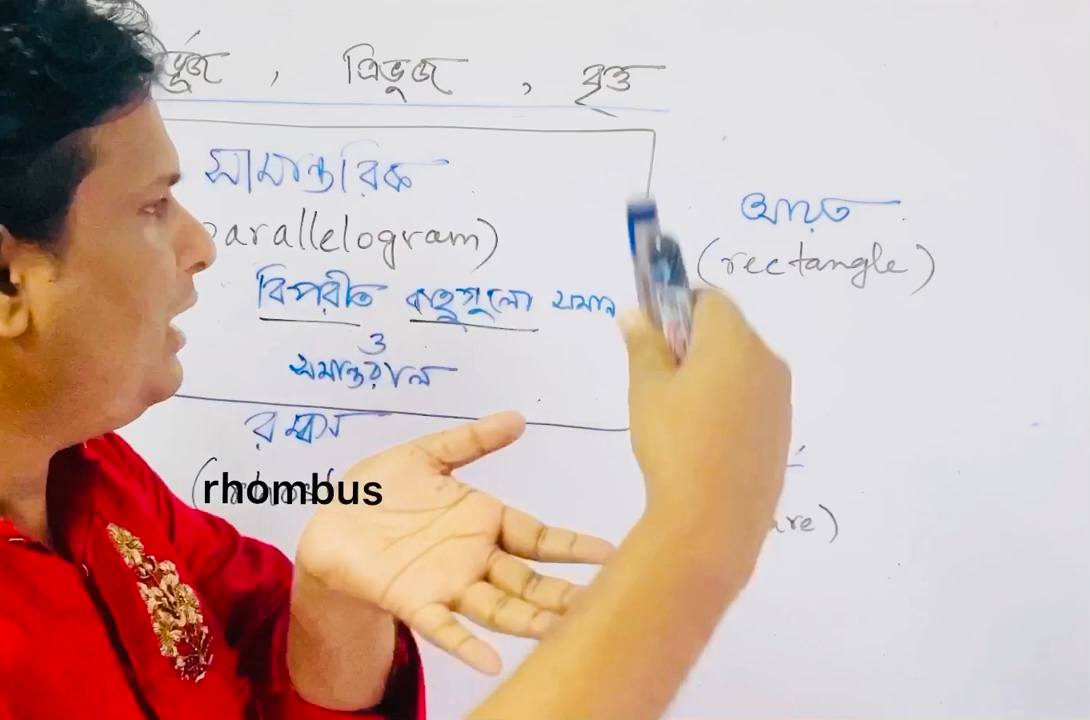 , ত্রিভুজ , বৃত্ত
সামান্তরিক
parallelogram)
বিপরীত বাহুগুলো সমান
ও
সমান্তরাল
আয়ত
(rectangle)
রম্বস
rhombus
are)